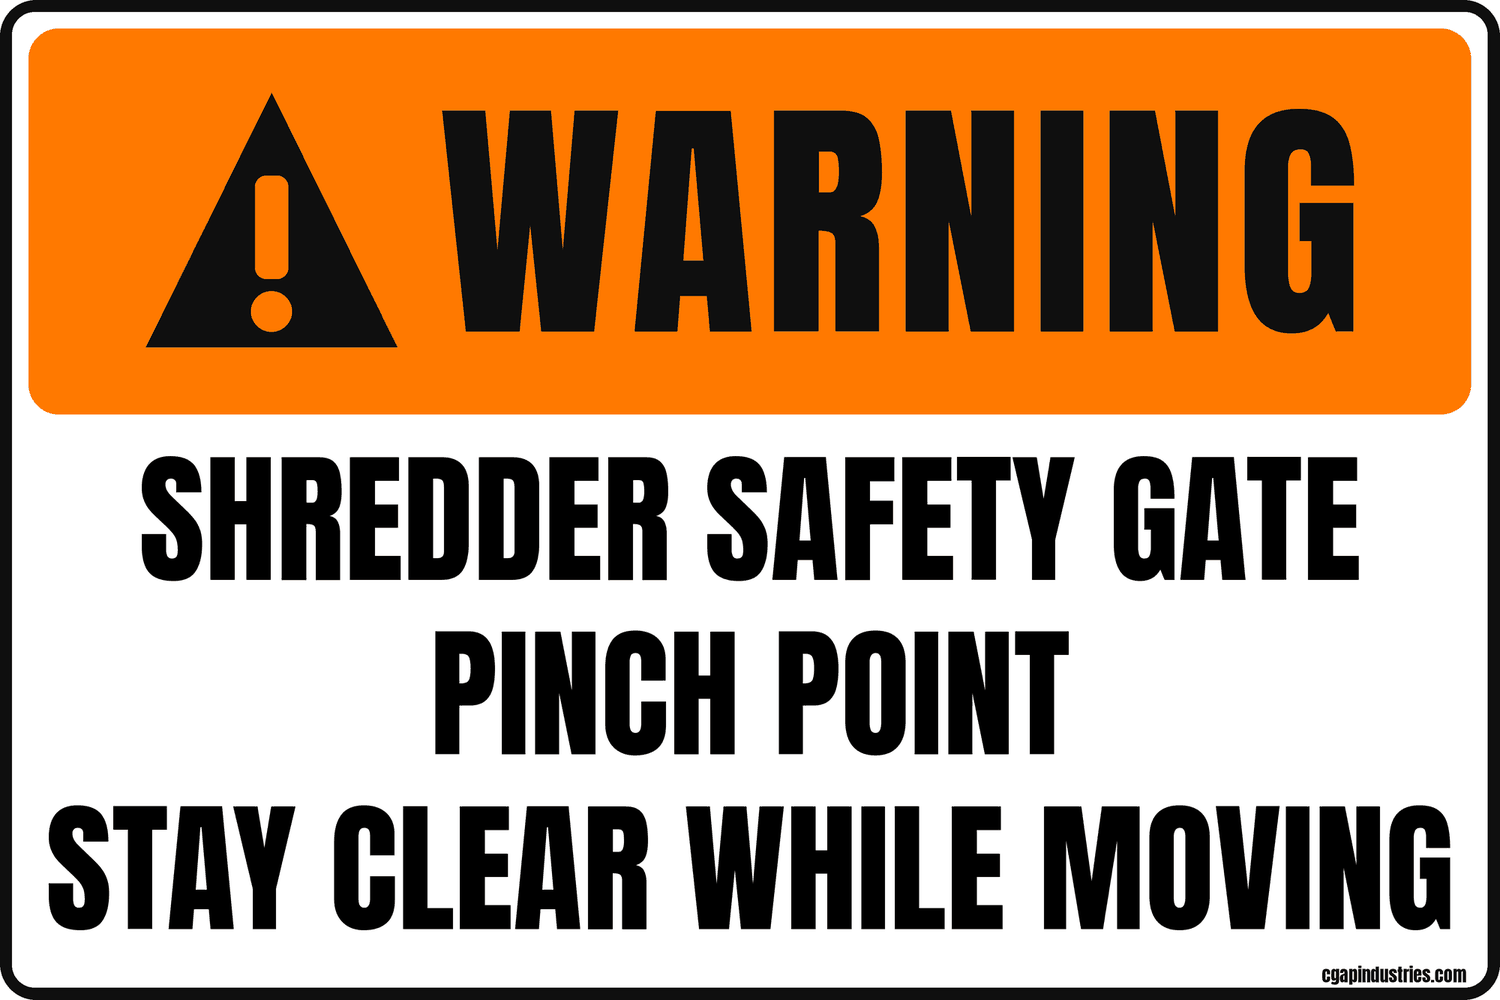 WARNING
SHREDDER SAFETY GATE
PINCH POINT
STAY CLEAR WHILE MOVING
cgapindustries.com